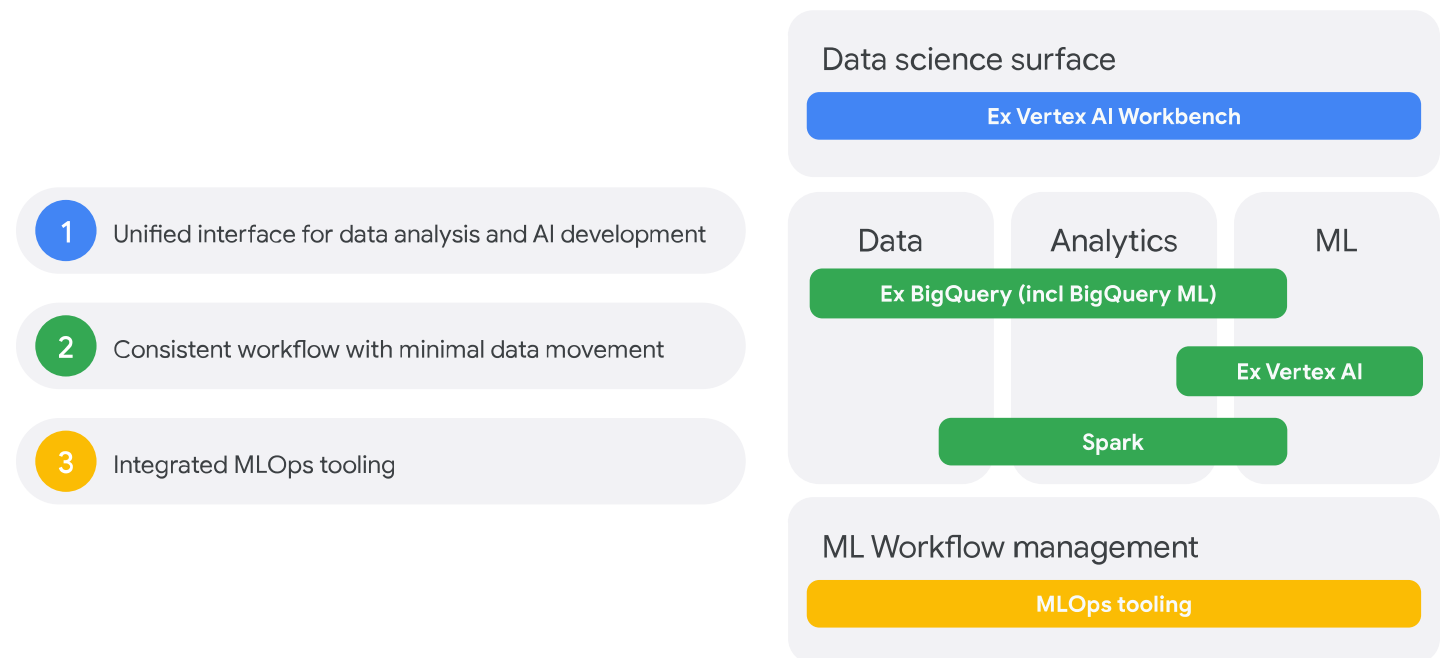 1
Unified interface for data analysis and AI development
2
Consistent workflow with minimal data movement
3
Integrated MLOps tooling
Data science surface
Ex Vertex AI Workbench
Data
Analytics
ML
Ex BigQuery (incl BigQuery ML)
Ex Vertex AI
Spark
ML Workflow management
MLOps tooling